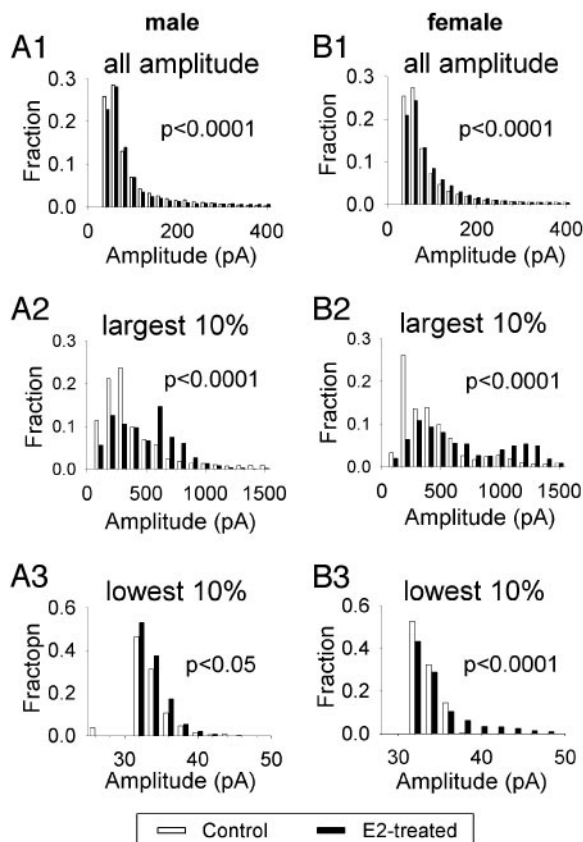 male
female
A1
B1
all amplitude
all amplitude
0.3
0.2
0.1
0.0
Fraction
p<0.0001
0
200
400
Amplitude (pA)
0.3
0.2
0.1
0.0
Fraction
p<0.0001
0
200
400
Amplitude (pA)
A2
B2
largest 10%
largest 10%
0.3
0.2
0.1
0.0
Fraction
p<0.0001
0
500
1000
1500
Amplitude (pA)
0.3
0.2
0.1
0.0
Fraction
p<0.0001
0
500
1000
1500
Amplitude (pA)
A3
B3
lowest 10%
lowest 10%
0.6
0.4
0.2
0.0
Fractopn
p<0.05
30
40
50
Amplitude (pA)
0.6
0.4
0.2
0.0
Fraction
p<0.0001
30
40
50
Amplitude (pA)
Control
E2-treated